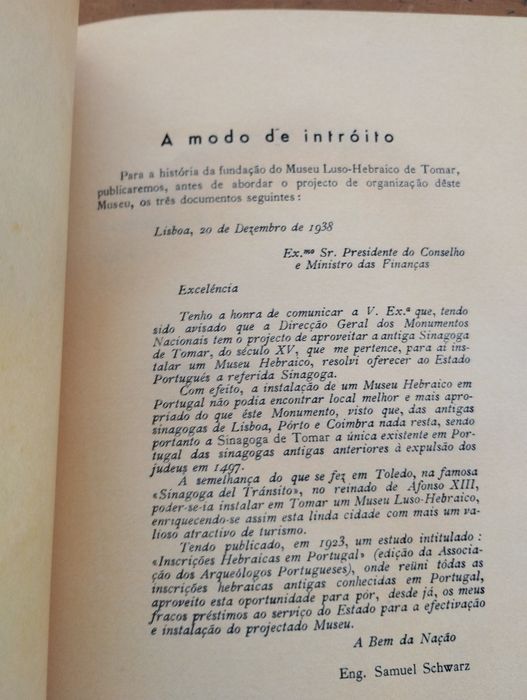 A modo de intróito
Para a história da fundação do Museu Luso-Hebraico de Tomar,
publicaremos, antes de abordar o projecto de organização dêste
Museu, os três documentos seguintes :
Lisboa, 20 de Dezembro de 1938
Ex.mo Sr. Presidente do Conselho
e Ministro das Finanças
Excelência
Tenho a honra de comunicar a V. Ex.a que, tendo
sido avisado que a Direcção Geral dos Monumentos
Nacionais tem o projecto de aproveitar a antiga Sinagoga
de Tomar, do século XV, que me pertence, para aí ins-
talar um Museu Hebraico, resolvi oferecer ao Estado
Português a referida Sinagoga.
Com efeito, a instalação de um Museu Hebraico em
Portugal não podia encontrar local melhor e mais apro-
priado do que êste Monumento, visto que, das antigas
sinagogas de Lisboa, Pôrto e Coimbra nada resta, sendo
portanto a Sinagoga de Tomar a única existente em Por-
tugal das sinagogas antigas anteriores à expulsão dos
judeus em 1497.
À semelhança do que se fez em Toledo, na famosa
«Sinagoga del Tránsito», no reinado de Afonso XIII,
poder-se-ia instalar em Tomar um Museu Luso-Hebraico,
enriquecendo-se assim esta linda cidade com mais um va-
lioso atractivo de turismo.
Tendo publicado, em 1923, um estudo intitulado :
«Inscrições Hebraicas em Portugal» (edição da Associa-
ção dos Arqueólogos Portugueses), onde reüni tôdas as
inscrições hebraicas antigas conhecidas em Portugal,
aproveito esta oportunidade para pôr, desde já, os meus
fracos préstimos ao serviço do Estado para a efectivação
e instalação do projectado Museu.
A Bem da Nação
Eng. Samuel Schwarz